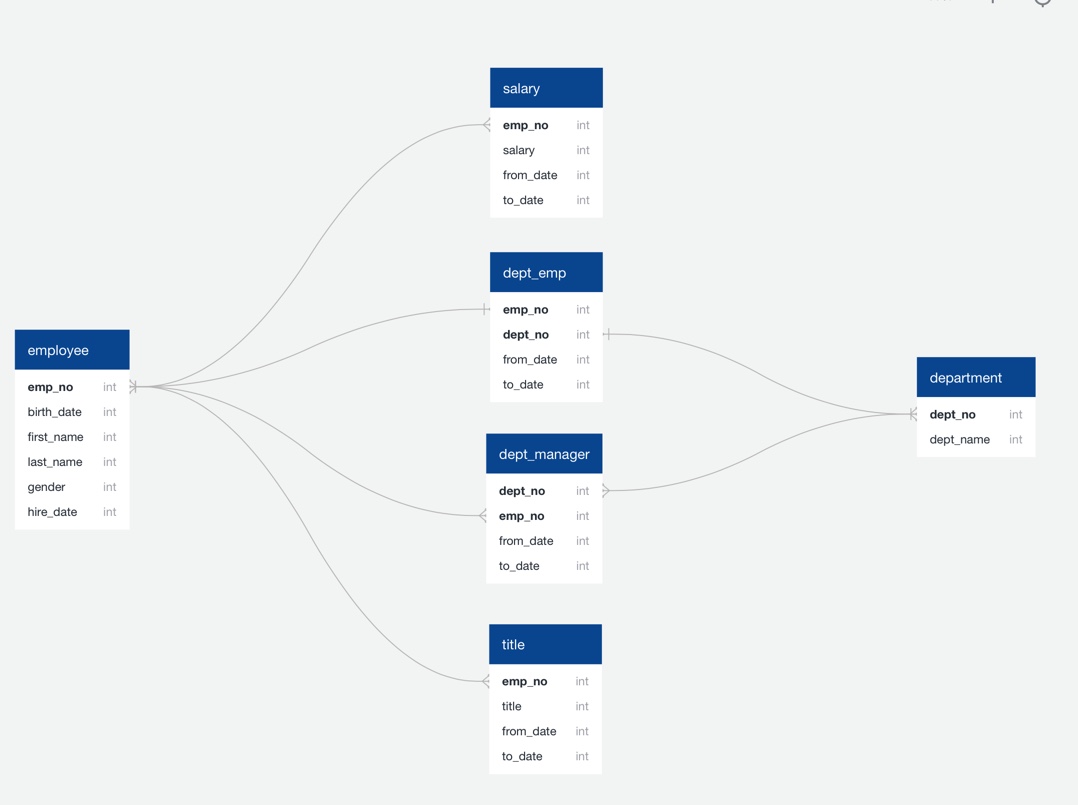 salary
emp_no int
salary int
from_date int
to_date int
dept_emp
emp_no int
dept_no int
from_date int
to_date int
employee
emp_no int
birth_date int
first_name int
last_name int
gender int
hire_date int
department
dept_no int
dept_name int
dept_manager
dept_no int
emp_no int
from_date int
to_date int
title
emp_no int
title int
from_date int
to_date int